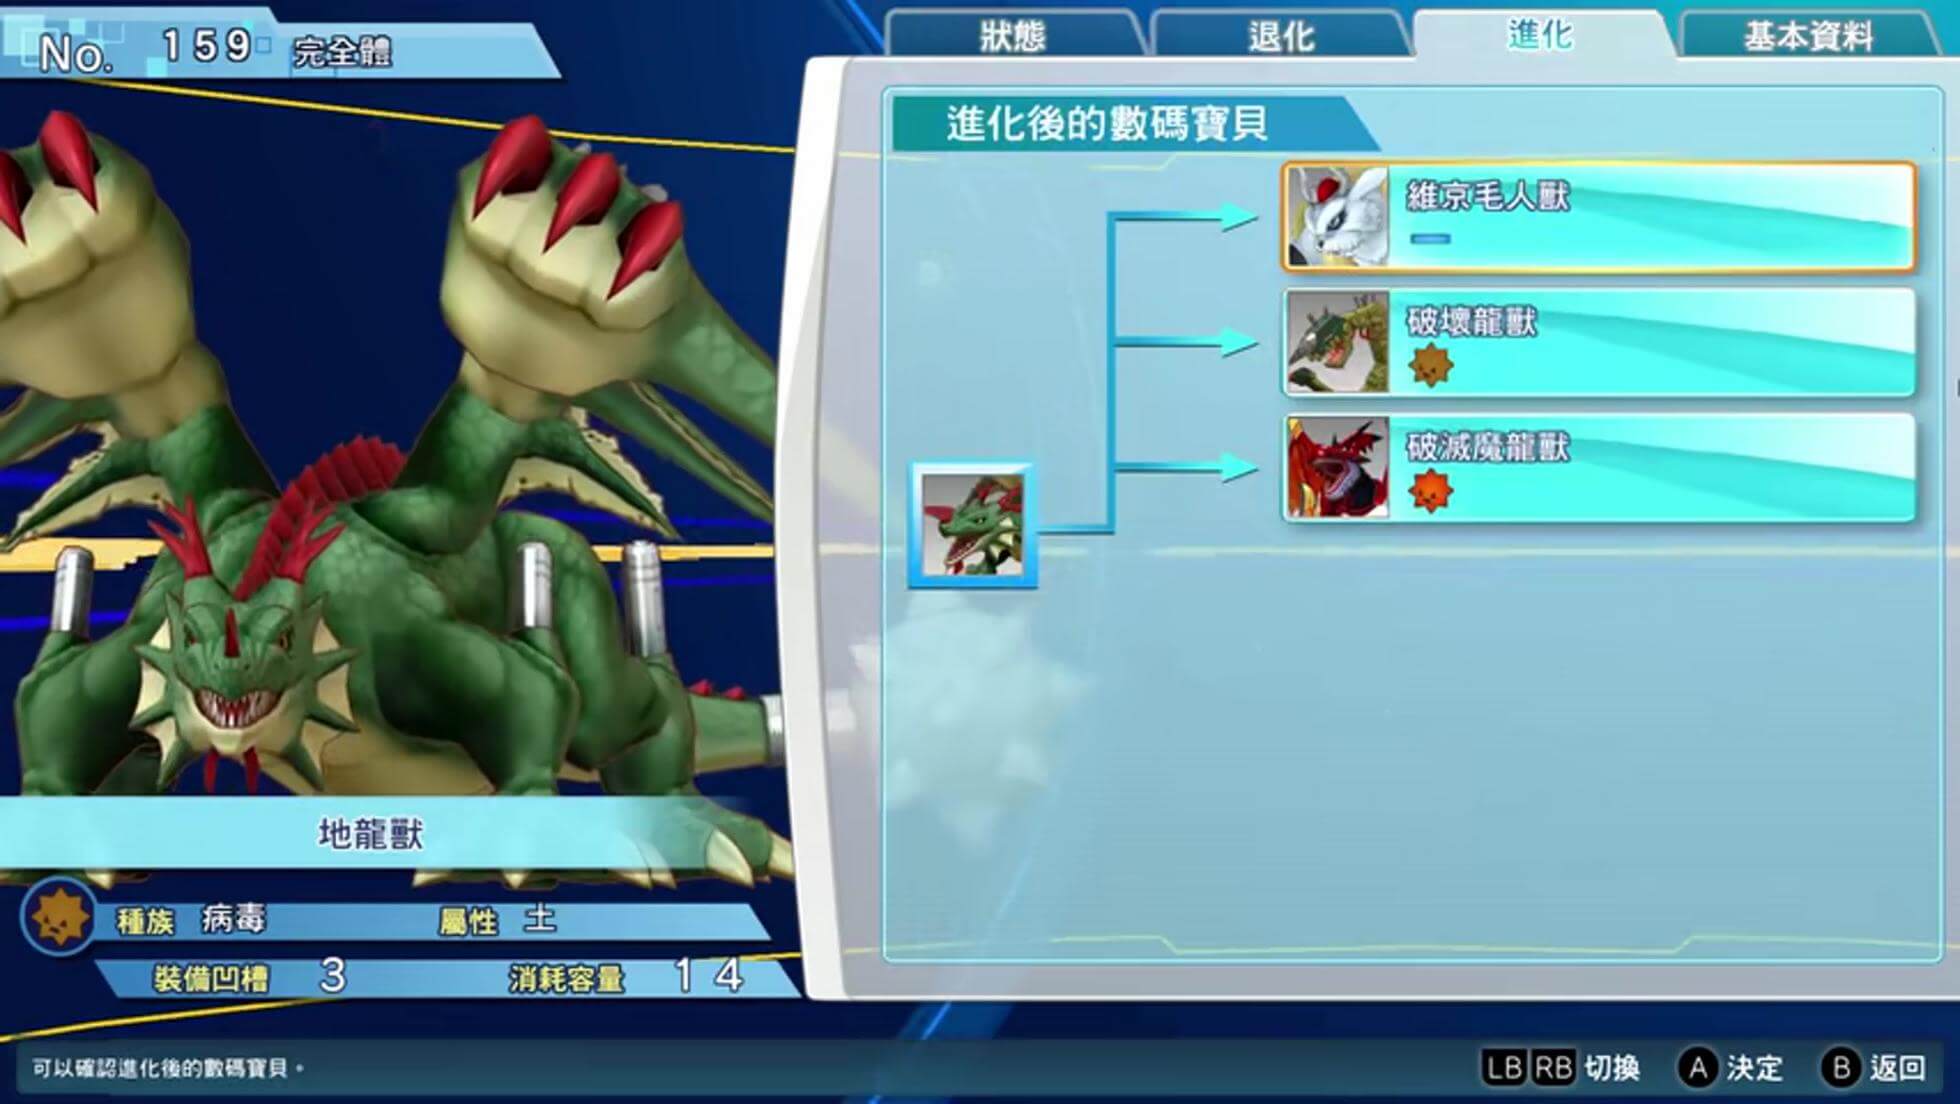 No. 159 完全體
狀態 退化 進化 基本資料
進化後的數碼寶貝
維京毛人獸
破壞龍獸
破滅魔龍獸
地龍獸
種族 病毒 屬性 土
裝備凹槽 3 消耗容量 14
可以確認進化後的數碼寶貝。
LB RB 切換 A 決定 B 返回